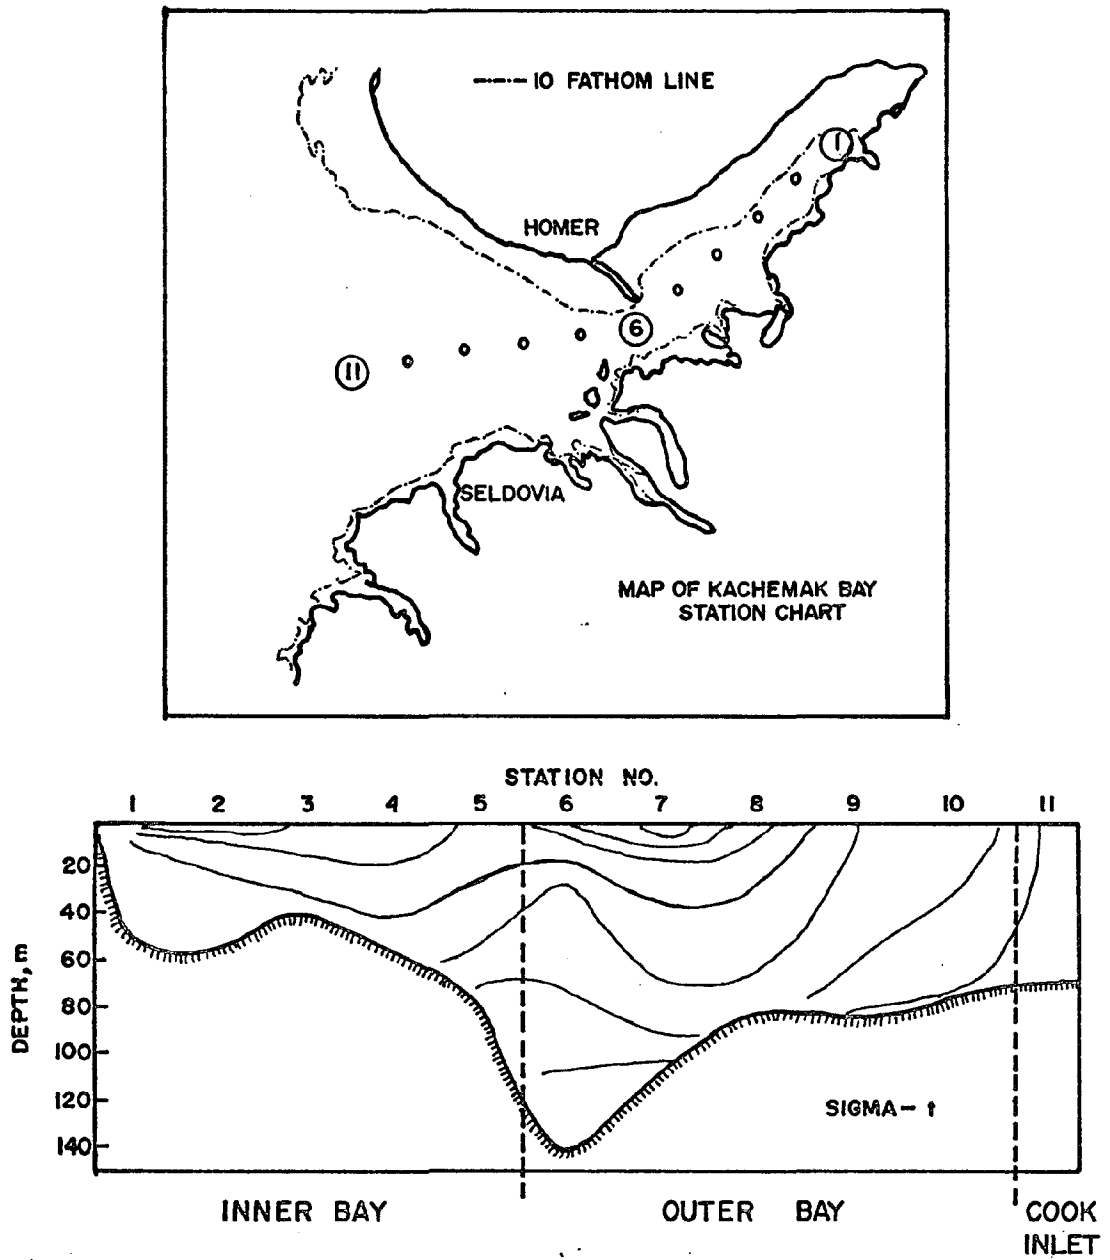 10 FATHOM LINE
1
HOMER
6
11
SELDOVIA
MAP OF KACHEMAK BAY
STATION CHART
STATION NO.
1 2 3 4 5 6 7 8 9 10 11
DEPTH, m
20
40
60
80
100
120
140
SIGMA - t
INNER BAY OUTER BAY COOK
INLET